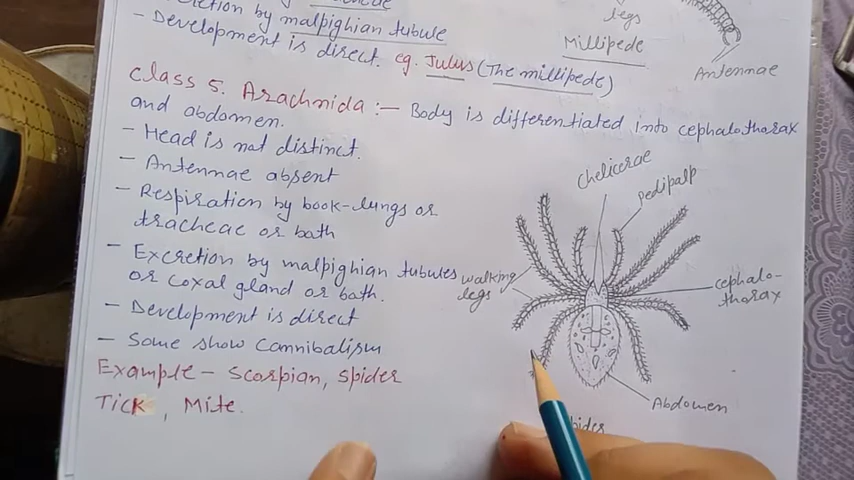 by malpighian tubule
- Development is direct. eg. Julus (The millipede)
legs
Millipede
Antennae
Class 5. Arachnida :- Body is differentiated into cephalothorax
and abdomen.
- Head is not distinct.
- Antennae absent
- Respiration by book-lungs or
tracheae or bath
- Excretion by malpighian tubules
or coxal gland or bath.
- Development is direct
- Some show Cannibalism
Example - Scorpian, spider
Tick, Mite.
chelicerae
pedipalp
walking
legs
cephalo-
thorax
Abdomen